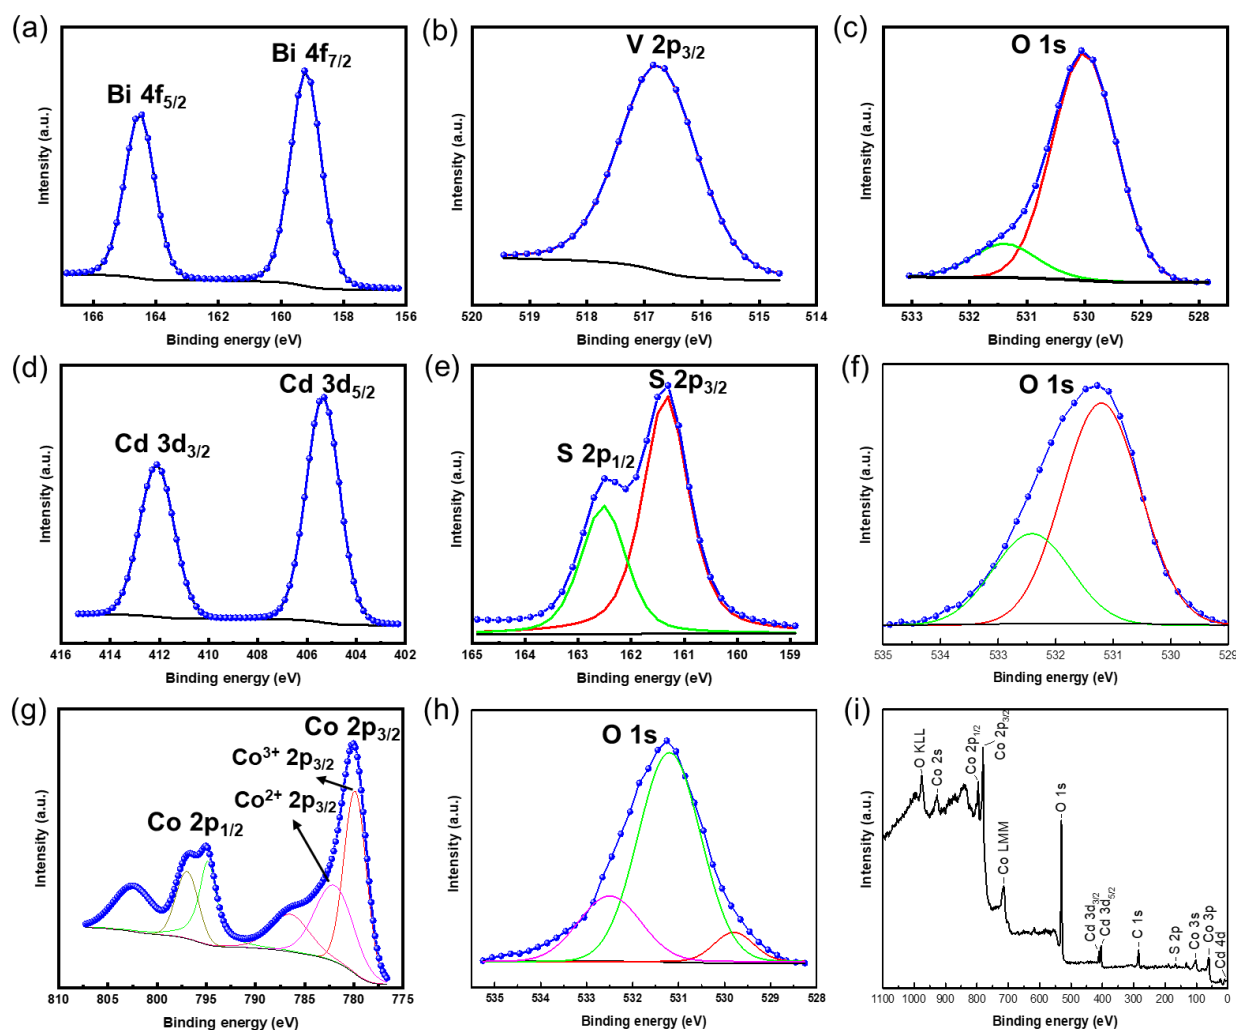 (a)
Bi 4f7/2
Bi 4f5/2
Intensity (a.u.)
166 164 162 160 158 156
Binding energy (eV)
(b)
V 2p3/2
Intensity (a.u.)
520 519 518 517 516 515 514
Binding energy (eV)
(c)
O 1s
Intensity (a.u.)
533 532 531 530 529 528
Binding energy (eV)
(d)
Cd 3d5/2
Cd 3d3/2
Intensity (a.u.)
416 414 412 410 408 406 404 402
Binding energy (eV)
(e)
S 2p3/2
S 2p1/2
Intensity (a.u.)
165 164 163 162 161 160 159
Binding energy (eV)
(f)
O 1s
Intensity (a.u.)
535 534 533 532 531 530 529
Binding energy (eV)
(g)
Co 2p3/2
Co3+ 2p3/2
Co2+ 2p3/2
Co 2p1/2
Intensity (a.u.)
810 805 800 795 790 785 780 775
Binding energy (eV)
(h)
O 1s
Intensity (a.u.)
535 534 533 532 531 530 529 528
Binding energy (eV)
(i)
O KLL
Co 2s
Co 2p1/2
Co 2p3/2
Co LMM
O 1s
Cd 3d3/2
Cd 3d5/2
C 1s
S 2p
Co 3s
Co 3p
Cd 4d
Intensity (a.u.)
1100 1000 900 800 700 600 500 400 300 200 100 0
Binding energy (eV)